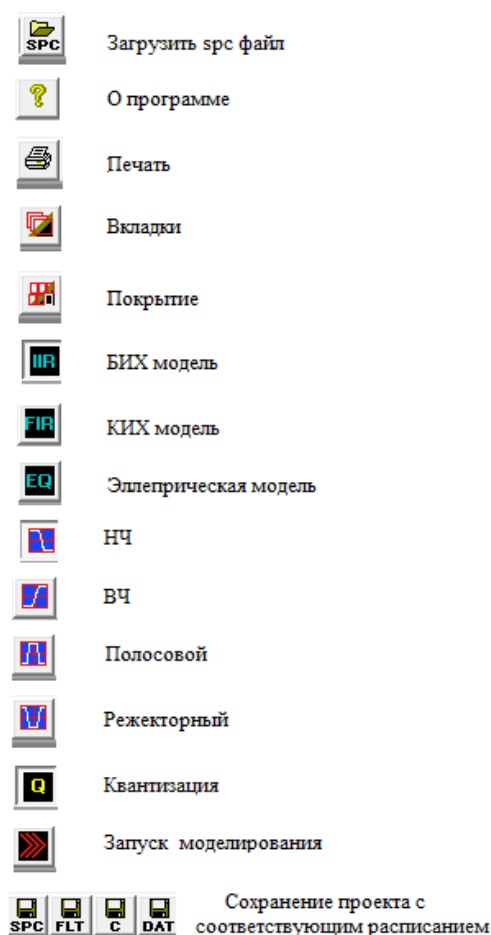 SPC Загрузить spc файл
? О программе
Печать
Вкладки
Покрытие
IIR БИХ модель
FIR КИХ модель
EQ Эллеприческая модель
НЧ
ВЧ
Полосовой
Режекторный
Q Квантизация
Запуск моделирования
Сохранение проекта с
SPC FLT C DAT соответствующим расписанием